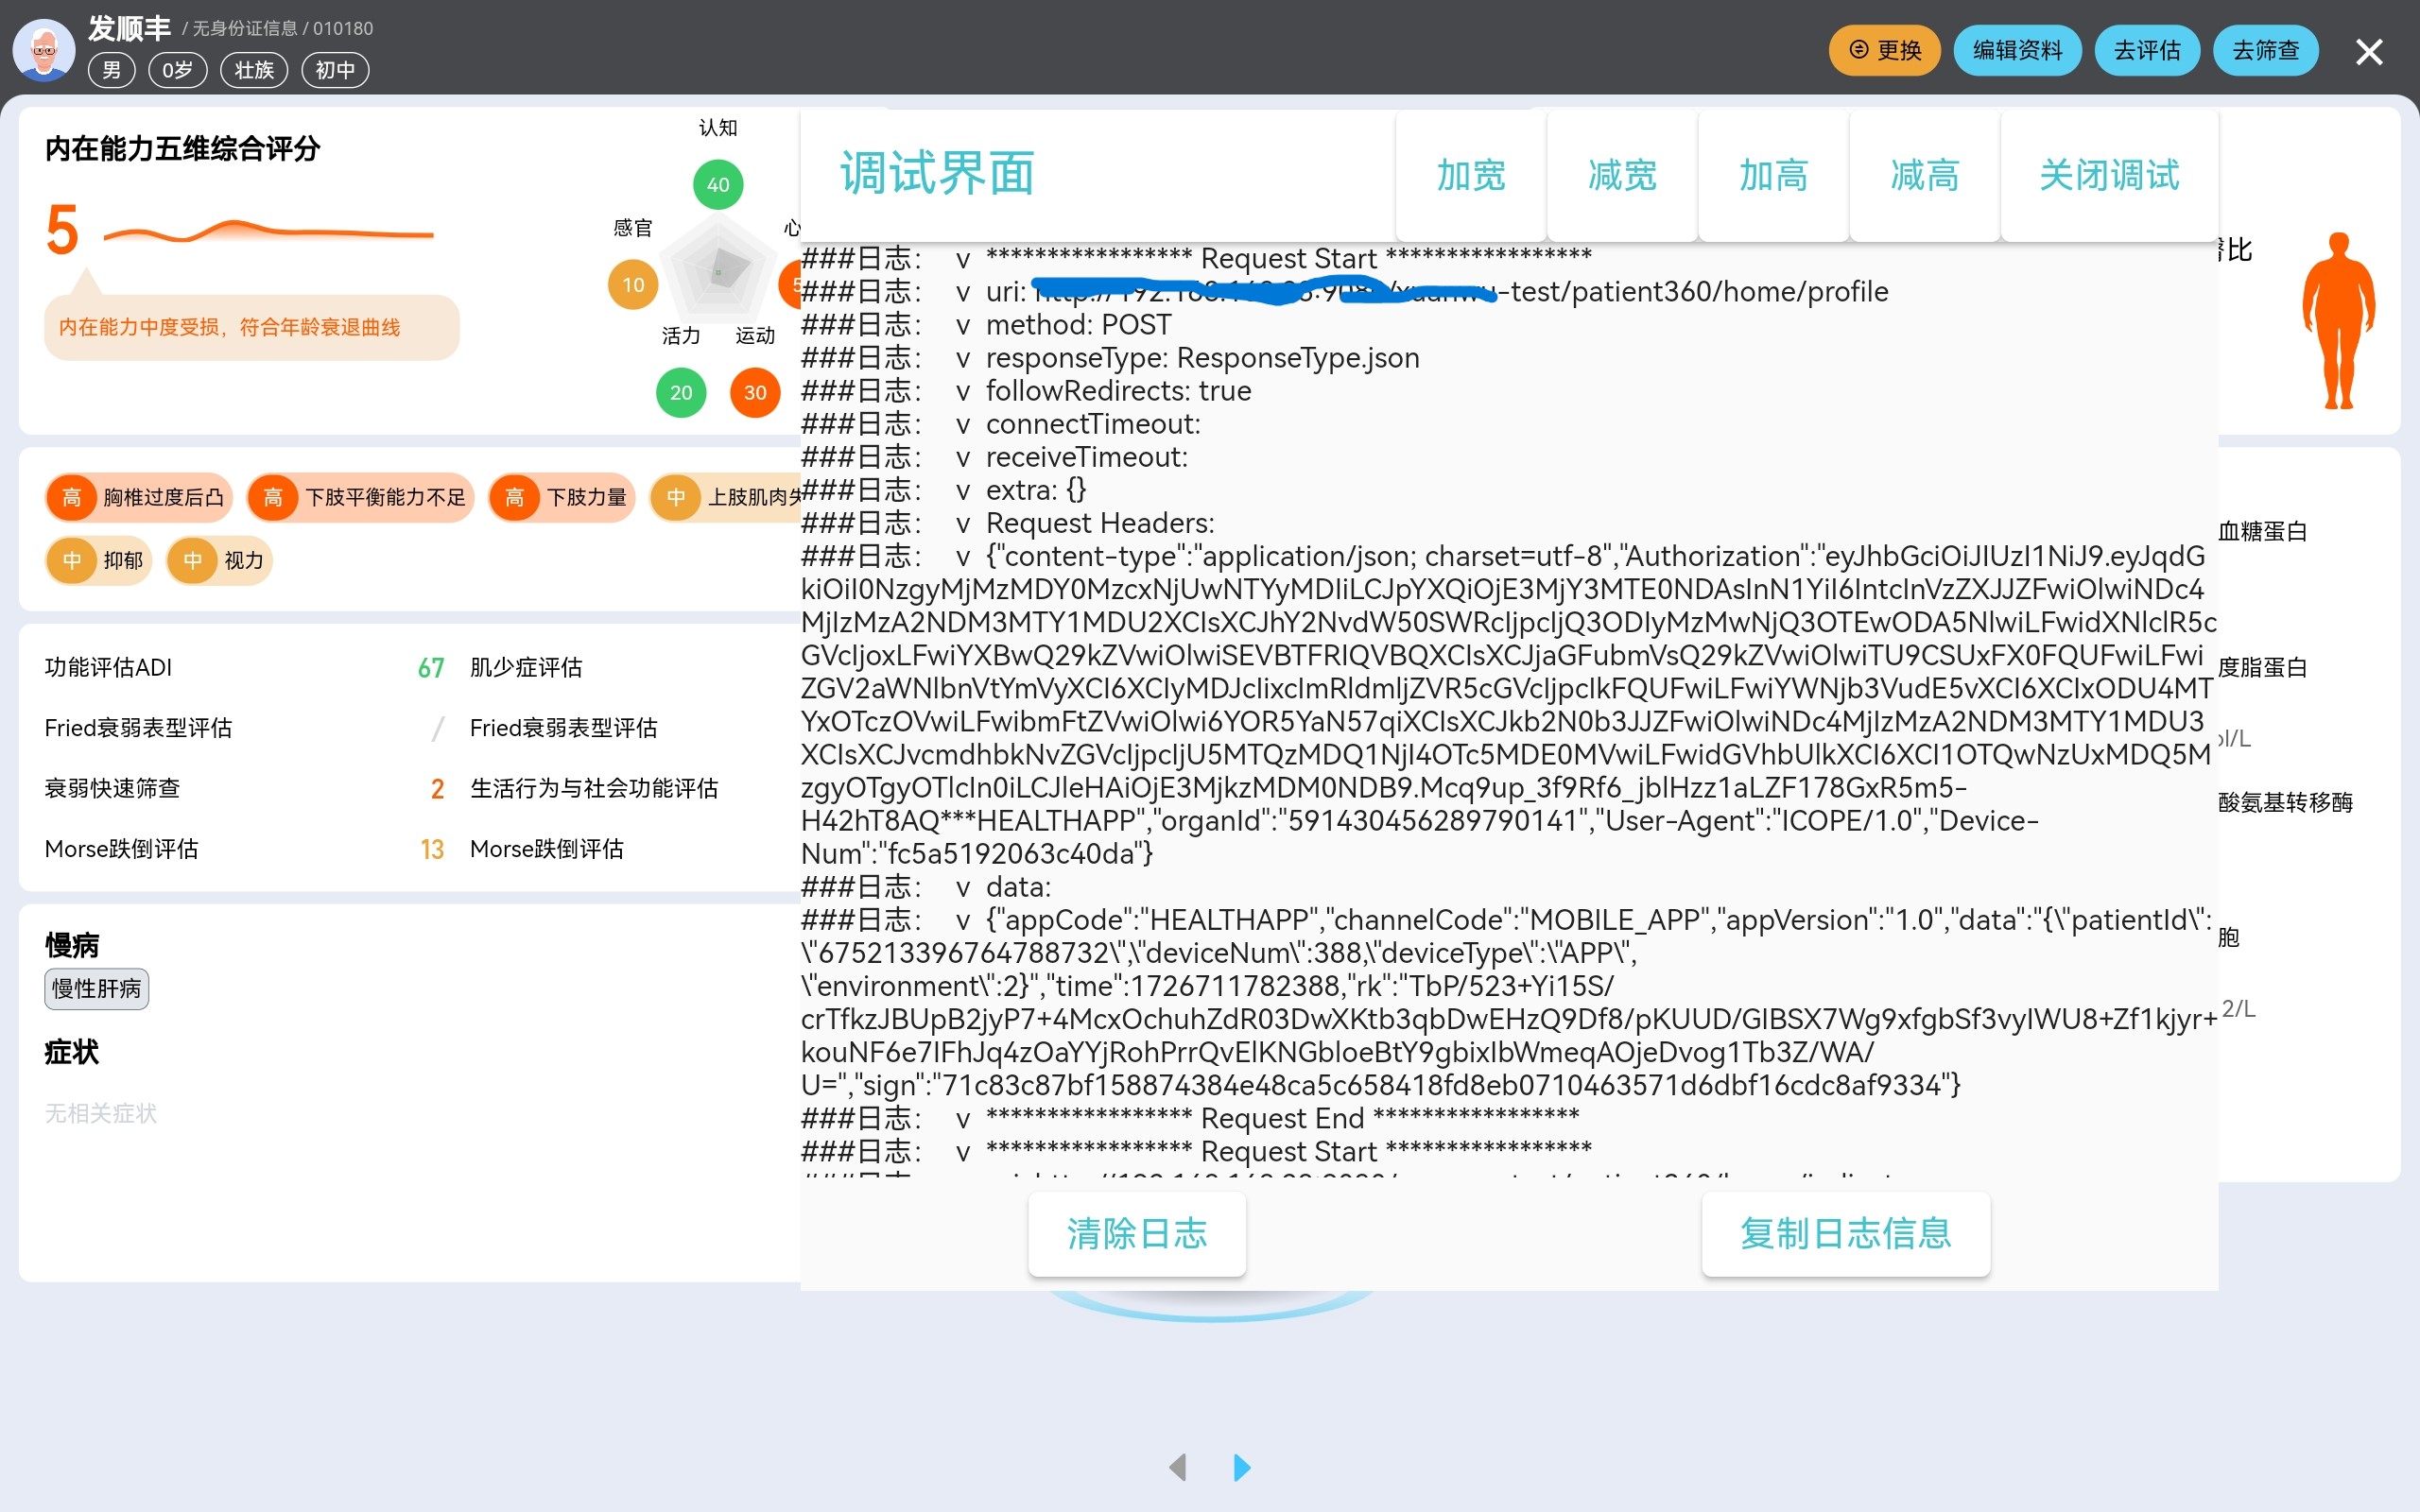 发顺丰 / 无身份证信息 / 010180
男 0岁 壮族 初中
更换 编辑资料 去评估 去筛查
内在能力五维综合评分
5
内在能力中度受损，符合年龄衰退曲线
认知
40
感官
10
心
活力 运动
20 30
高 胸椎过度后凸 高 下肢平衡能力不足 高 下肢力量 中 上肢肌肉
中 抑郁 中 视力
功能评估ADI 67 肌少症评估
Fried衰弱表型评估 / Fried衰弱表型评估
衰弱快速筛查 2 生活行为与社会功能评估
Morse跌倒评估 13 Morse跌倒评估
慢病
慢性肝病
症状
无相关症状
调试界面 加宽 减宽 加高 减高 关闭调试
###日志： v ***************** Request Start *****************
###日志： v uri: -test/patient360/home/profile
###日志： v method: POST
###日志： v responseType: ResponseType.json
###日志： v followRedirects: true
###日志： v connectTimeout:
###日志： v receiveTimeout:
###日志： v extra: {}
###日志： v Request Headers:
###日志： v {"content-type":"application/json; charset=utf-8","Authorization":"eyJhbGciOiJIUzI1NiJ9.eyJqdG
kiOiI0NzgyMjMzMDY0MzcxNjUwNTYyMDIiLCJpYXQiOjE3MjY3MTE0NDAsInN1YiI6IntcInVzZXJJZFwiOlwiNDc4
MjIzMzA2NDM3MTY1MDU2XCIsXCJhY2NvdW50SWRcIjpcIjQ3ODIyMzMwNjQ3OTEwODA5NlwiLFwidXNlclR5c
GVcIjoxLFwiYXBwQ29kZVwiOlwiSEVBTFRIQVBQXCIsXCJjaGFubmVsQ29kZVwiOlwiTU9CSUxFX0FQUFwiLFwi
ZGV2aWNlbnVtYmVyXCI6XCIyMDJcIixcImRldmljZVR5cGVcIjpcIkFQUFwiLFwiYWNjb3VudE5vXCI6XCIxODU4MT
YxOTczOVwiLFwibmFtZVwiOlwi6YOR5YaN57qiXCIsXCJkb2N0b3JJZFwiOlwiNDc4MjIzMzA2NDM3MTY1MDU3
XCIsXCJvcmdhbkNvZGVcIjpcIjU5MTQzMDQ1NjI4OTc5MDE0MVwiLFwidGVhbUlkXCI6XCI1OTQwNzUxMDQ5M
zgyOTgyOTlcIn0iLCJleHAiOjE3MjkzMDM0NDB9.Mcq9up_3f9Rf6_jblHzz1aLZF178GxR5m5-
H42hT8AQ***HEALTHAPP","organId":"591430456289790141","User-Agent":"ICOPE/1.0","Device-
Num":"fc5a5192063c40da"}
###日志： v data:
###日志： v {"appCode":"HEALTHAPP","channelCode":"MOBILE_APP","appVersion":"1.0","data":"{\"patientId\":
\"675213396764788732\",\"deviceNum\":388,\"deviceType\":\"APP\",
\"environment\":2}","time":1726711782388,"rk":"TbP/523+Yi15S/
crTfkzJBUpB2jyP7+4McxOchuhZdR03DwXKtb3qbDwEHzQ9Df8/pKUUD/GIBSX7Wg9xfgbSf3vyIWU8+Zf1kjyr+
kouNF6e7IFhJq4zOaYYjRohPrrQvElKNGbloeBtY9gbixIbWmeqAOjeDvog1Tb3Z/WA/
U=","sign":"71c83c87bf158874384e48ca5c658418fd8eb0710463571d6dbf16cdc8af9334"}
###日志： v ***************** Request End *****************
###日志： v ***************** Request Start *****************
清除日志 复制日志信息
比
血糖蛋白
度脂蛋白
ol/L
酸氨基转移酶
胞
2/L